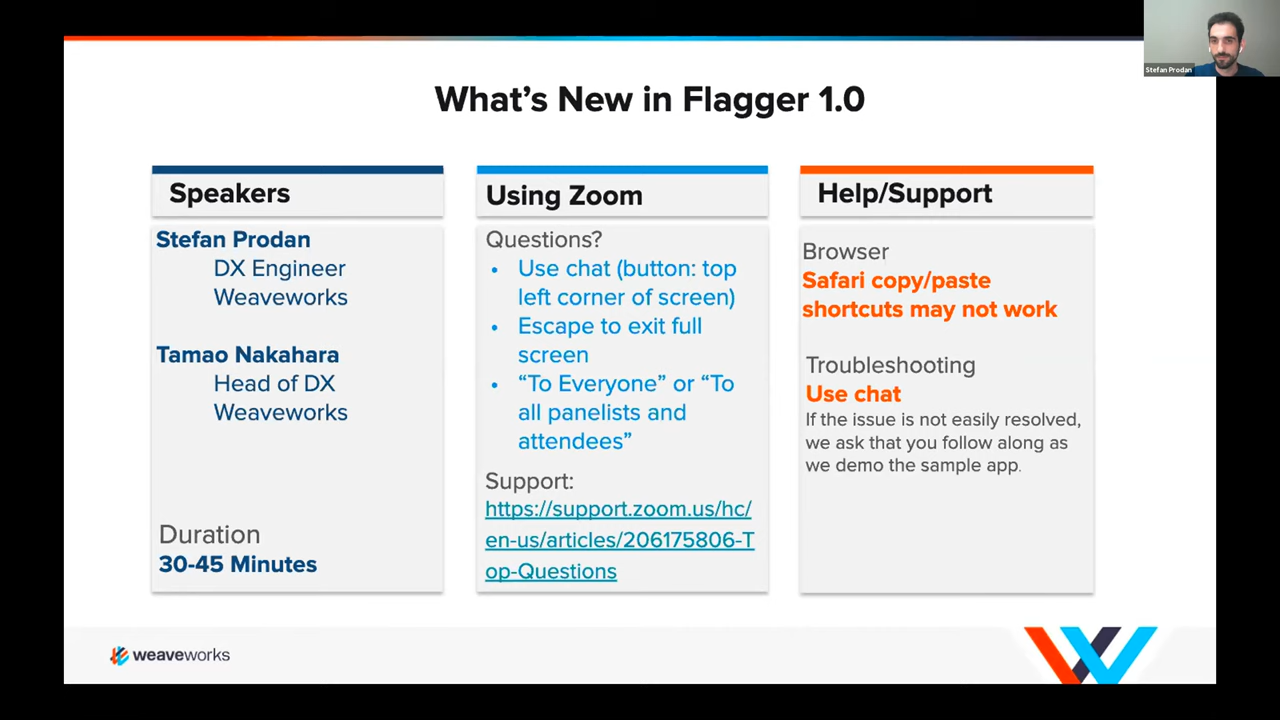 Stefan Prodan
What's New in Flagger 1.0
Speakers
Stefan Prodan
DX Engineer
Weaveworks
Tamao Nakahara
Head of DX
Weaveworks
Duration
30-45 Minutes
Using Zoom
Questions?
• Use chat (button: top
left corner of screen)
• Escape to exit full
screen
• “To Everyone” or “To
all panelists and
attendees”
Support:
https://support.zoom.us/hc/
en-us/articles/206175806-T
op-Questions
Help/Support
Browser
Safari copy/paste
shortcuts may not work
Troubleshooting
Use chat
If the issue is not easily resolved,
we ask that you follow along as
we demo the sample app.
weaveworks